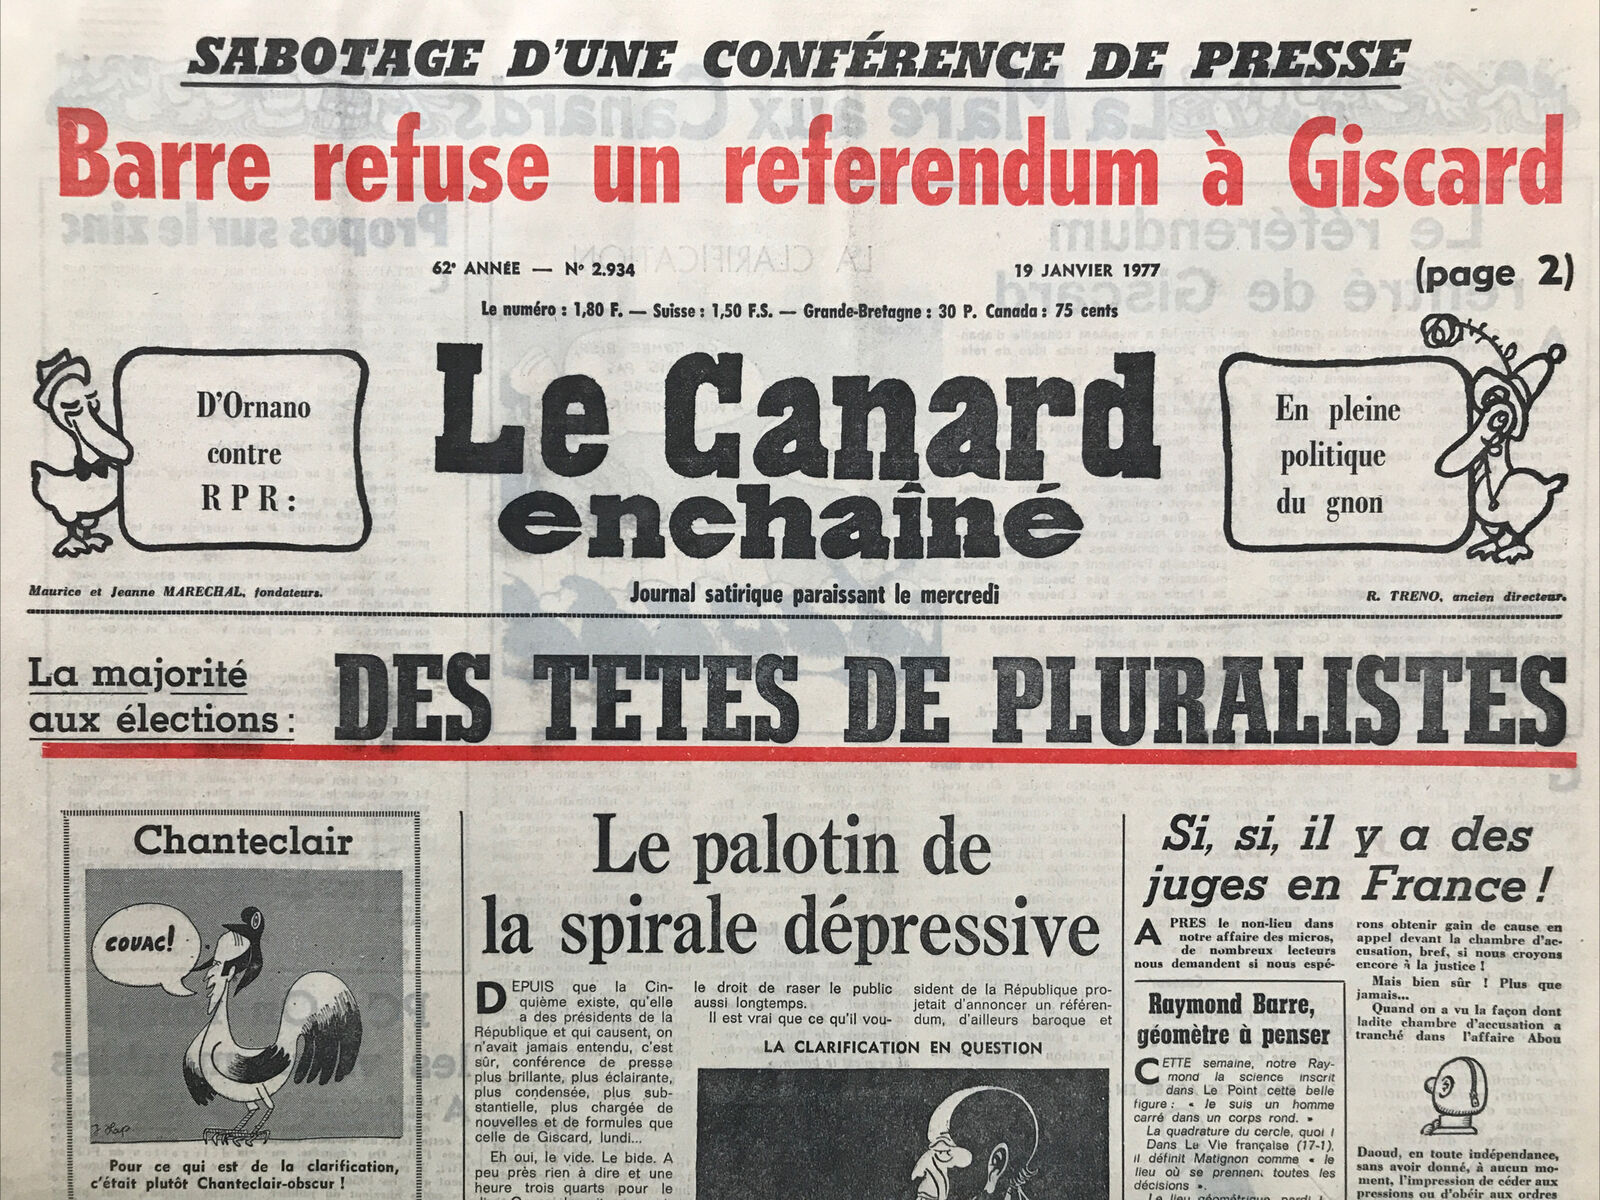 SABOTAGE D'UNE CONFÉRENCE DE PRESSE
Barre refuse un referendum à Giscard
62e ANNÉE — No 2.934
19 JANVIER 1977
(page 2)
Le numéro : 1,80 F. — Suisse : 1,50 F.S. — Grande-Bretagne : 30 P. Canada : 75 cents
D'Ornano
contre
R P R :
Le Canard
enchaîné
En pleine
politique
du gnon
Maurice et Jeanne MARECHAL, fondateurs.
Journal satirique paraissant le mercredi
R. TRENO, ancien directeur.
La majorité
aux élections :
DES TETES DE PLURALISTES
Chanteclair
COUAC!
Pour ce qui est de la clarification,
c'était plutôt Chanteclair-obscur !
Le palotin de
la spirale dépressive
DEPUIS que la Cin-
quième existe, qu'elle
a des présidents de la
République et qui causent, on
n'avait jamais entendu, c'est
sûr, conférence de presse
plus brillante, plus éclairante,
plus condensée, plus sub-
stantielle, plus chargée de
nouvelles et de formules que
celle de Giscard, lundi...
Eh oui, le vide. Le bide. A
peu près rien à dire et une
heure trois quarts pour le
le droit de raser le public
aussi longtemps.
Il est vrai que ce qu'il vou-
sident de la République pro-
jetait d'annoncer un référen-
dum, d'ailleurs baroque et
LA CLARIFICATION EN QUESTION
Si, si, il y a des
juges en France !
APRES le non-lieu dans
notre affaire des micros,
de nombreux lecteurs
nous demandent si nous espé-
rons obtenir gain de cause en
appel devant la chambre d'ac-
cusation, bref, si nous croyons
encore à la justice !
Mais bien sûr ! Plus que
jamais...
Quand on a vu la façon dont
ladite chambre d'accusation a
tranché dans l'affaire Abou
Raymond Barre,
géomètre à penser
CETTE semaine, notre Ray-
mond la science inscrit
dans Le Point cette belle
figure : « Je suis un homme
carré dans un corps rond. »
La quadrature du cercle, quoi !
Dans La Vie française (17-1),
il définit Matignon comme « le
lieu où se prennent toutes les
décisions ».
Daoud, en toute indépendance,
sans avoir donné, à aucun mo-
ment, l'impression de céder aux
pressions ou d'obéir aux ordres